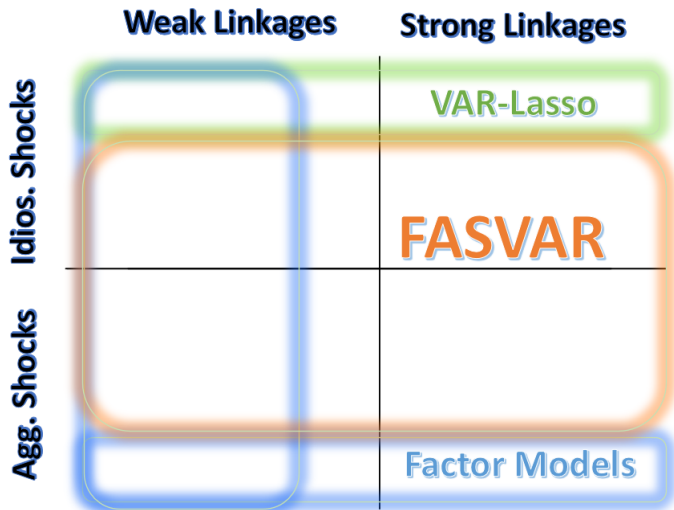 Weak Linkages
Strong Linkages
Idios. Shocks
VAR-Lasso
FASVAR
Agg. Shocks
Factor Models